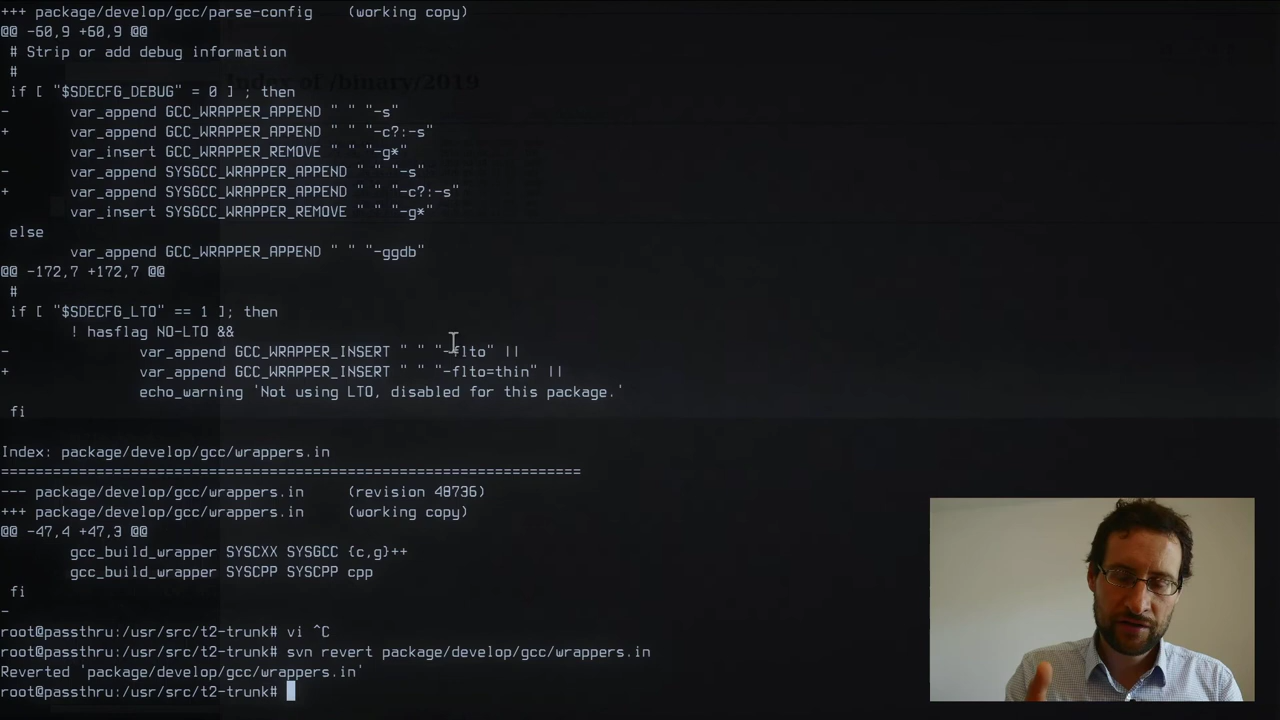 +++ package/develop/gcc/parse-config    (working copy)
@@ -60,9 +60,9 @@
 # Strip or add debug information
 #
 if [ "$SDECFG_DEBUG" = 0 ] ; then
-       var_append GCC_WRAPPER_APPEND " " "-s"
+       var_append GCC_WRAPPER_APPEND " " "-c?:-s"
        var_insert GCC_WRAPPER_REMOVE " " "-g*"
-       var_append SYSGCC_WRAPPER_APPEND " " "-s"
+       var_append SYSGCC_WRAPPER_APPEND " " "-c?:-s"
        var_insert SYSGCC_WRAPPER_REMOVE " " "-g*"
 else
        var_append GCC_WRAPPER_APPEND " " "-ggdb"
@@ -172,7 +172,7 @@
 #
 if [ "$SDECFG_LTO" == 1 ]; then
        ! hasflag NO-LTO &&
-               var_append GCC_WRAPPER_INSERT " " "-flto" ||
+               var_append GCC_WRAPPER_INSERT " " "-flto=thin" ||
                echo_warning 'Not using LTO, disabled for this package.'
 fi
Index: package/develop/gcc/wrappers.in
===================================================================
--- package/develop/gcc/wrappers.in     (revision 48736)
+++ package/develop/gcc/wrappers.in     (working copy)
@@ -47,4 +47,3 @@
        gcc_build_wrapper SYSCXX SYSGCC {c,g}++
        gcc_build_wrapper SYSCPP SYSCPP cpp
 fi
-
root@passthru:/usr/src/t2-trunk# vi ^C
root@passthru:/usr/src/t2-trunk# svn revert package/develop/gcc/wrappers.in
Reverted 'package/develop/gcc/wrappers.in'
root@passthru:/usr/src/t2-trunk#
Index of /binary/2019